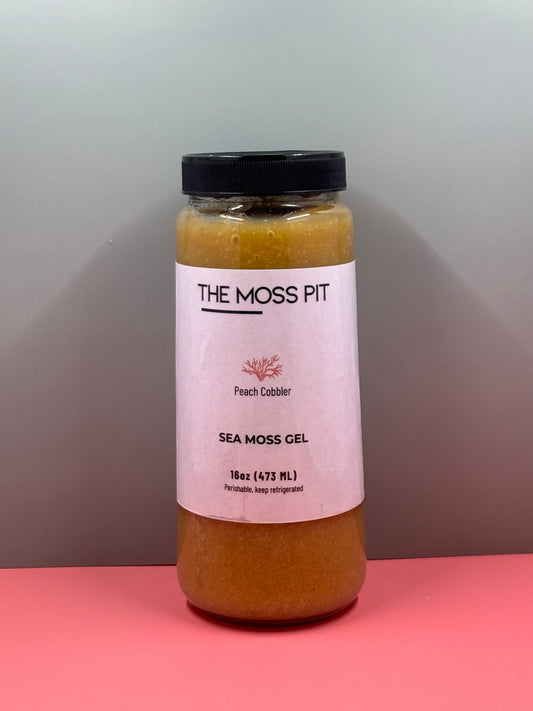 THE MOSS PIT
Peach Cobbler
SEA MOSS GEL
16oz (473 ML)
Perishable, keep refrigerated